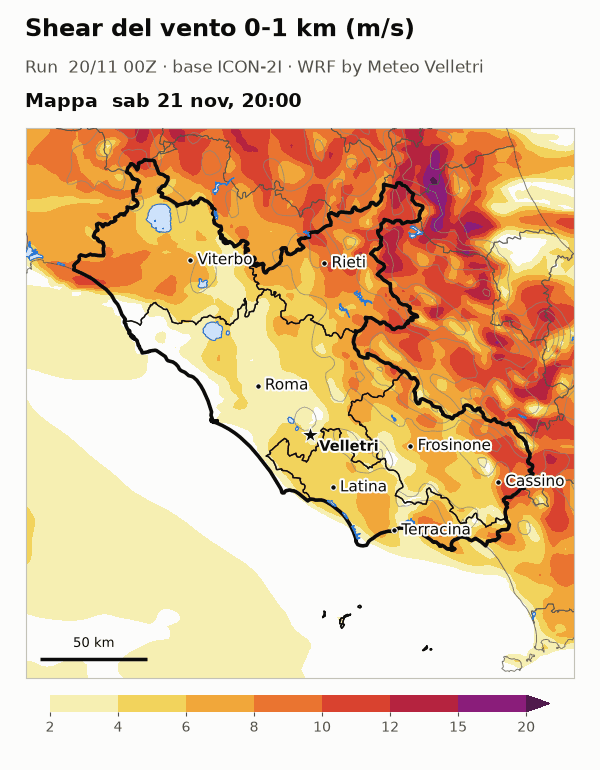 Shear del vento 0-1 km (m/s)
Run  20/11 00Z · base ICON-2I · WRF by Meteo Velletri
Mappa  sab 21 nov, 20:00
Viterbo
Rieti
Roma
Velletri
Frosinone
Latina
Cassino
Terracina
50 km
2 4 6 8 10 12 15 20